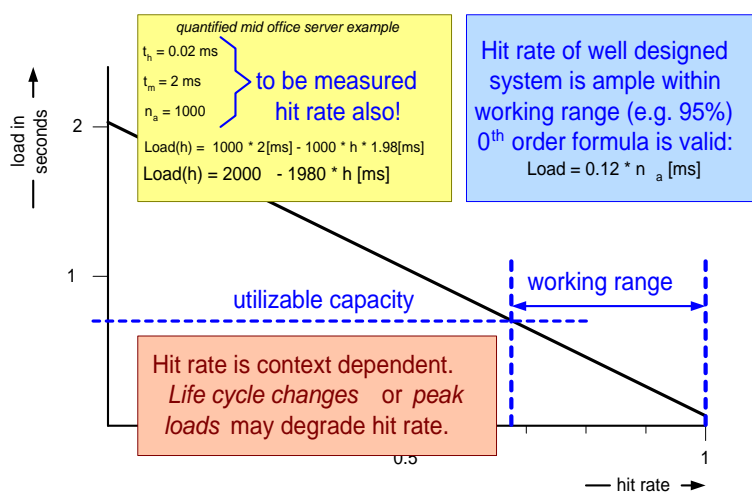 quantified mid office server example
t h = 0.02 ms
t m = 2 ms
n a = 1000
to be measured
hit rate also!
Load(h) = 1000 * 2[ms] - 1000 * h * 1.98[ms]
Load(h) = 2000 - 1980 * h [ms]
Hit rate of well designed
system is ample within
working range (e.g. 95%)
0th order formula is valid:
Load = 0.12 * n a [ms]
load in
seconds
2
1
utilizable capacity
working range
Hit rate is context dependent.
Life cycle changes or peak
loads may degrade hit rate.
0.5
1
hit rate